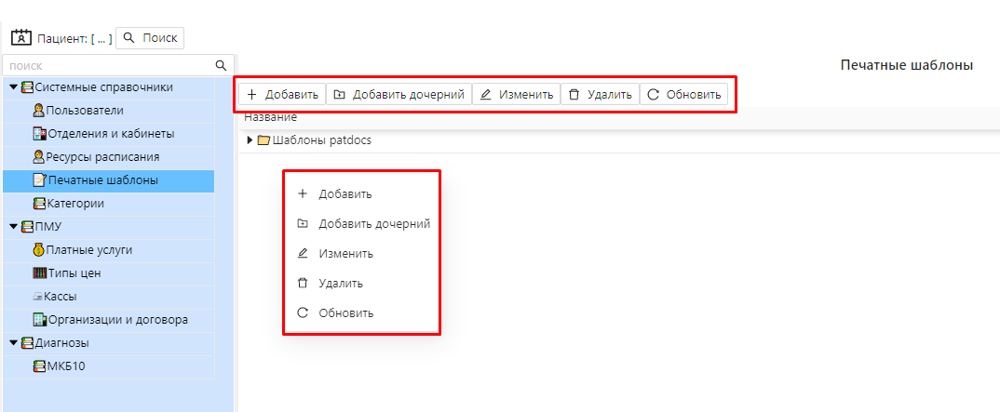 Пациент: [ ... ] Поиск
поиск
Печатные шаблоны
Системные справочники
Пользователи
Отделения и кабинеты
Ресурсы расписания
Печатные шаблоны
Категории
ПМУ
Платные услуги
Типы цен
Кассы
Организации и договора
Диагнозы
МКБ10
Добавить Добавить дочерний Изменить Удалить Обновить
Название
Шаблоны patdocs
Добавить
Добавить дочерний
Изменить
Удалить
Обновить